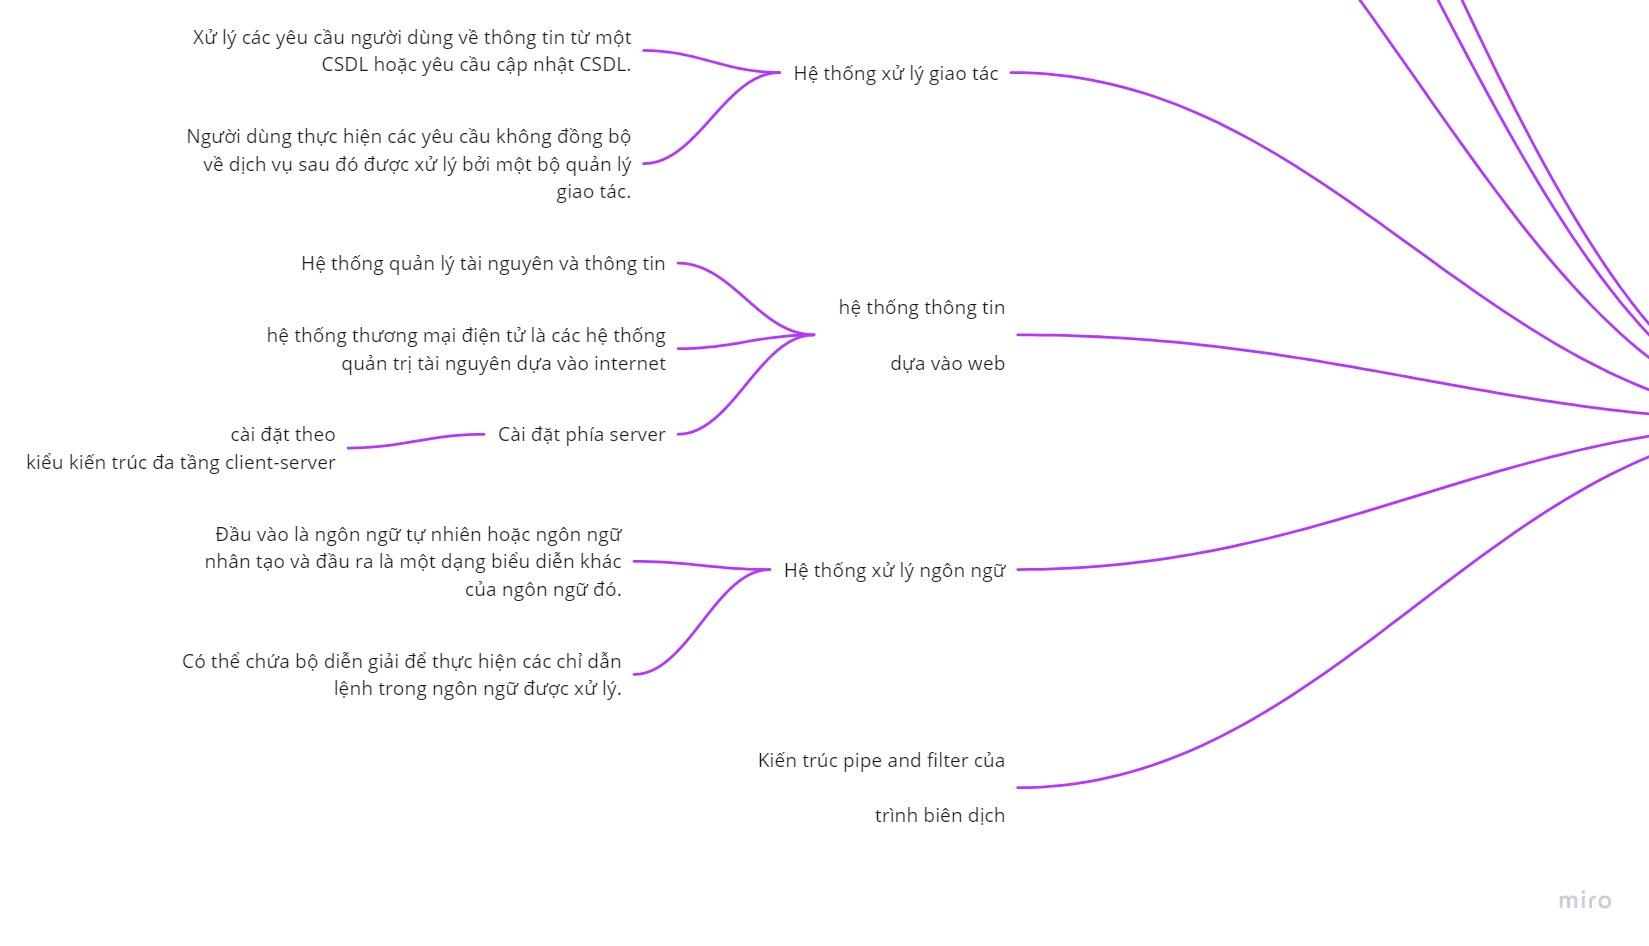 Xử lý các yêu cầu người dùng về thông tin từ một
CSDL hoặc yêu cầu cập nhật CSDL.
Hệ thống xử lý giao tác
Người dùng thực hiện các yêu cầu không đồng bộ
về dịch vụ sau đó được xử lý bởi một bộ quản lý
giao tác.
Hệ thống quản lý tài nguyên và thông tin
hệ thống thông tin
dựa vào web
hệ thống thương mại điện tử là các hệ thống
quản trị tài nguyên dựa vào internet
Cài đặt phía server
cài đặt theo
kiểu kiến trúc đa tầng client-server
Đầu vào là ngôn ngữ tự nhiên hoặc ngôn ngữ
nhân tạo và đầu ra là một dạng biểu diễn khác
của ngôn ngữ đó.
Hệ thống xử lý ngôn ngữ
Có thể chứa bộ diễn giải để thực hiện các chỉ dẫn
lệnh trong ngôn ngữ được xử lý.
Kiến trúc pipe and filter của
trình biên dịch
miro